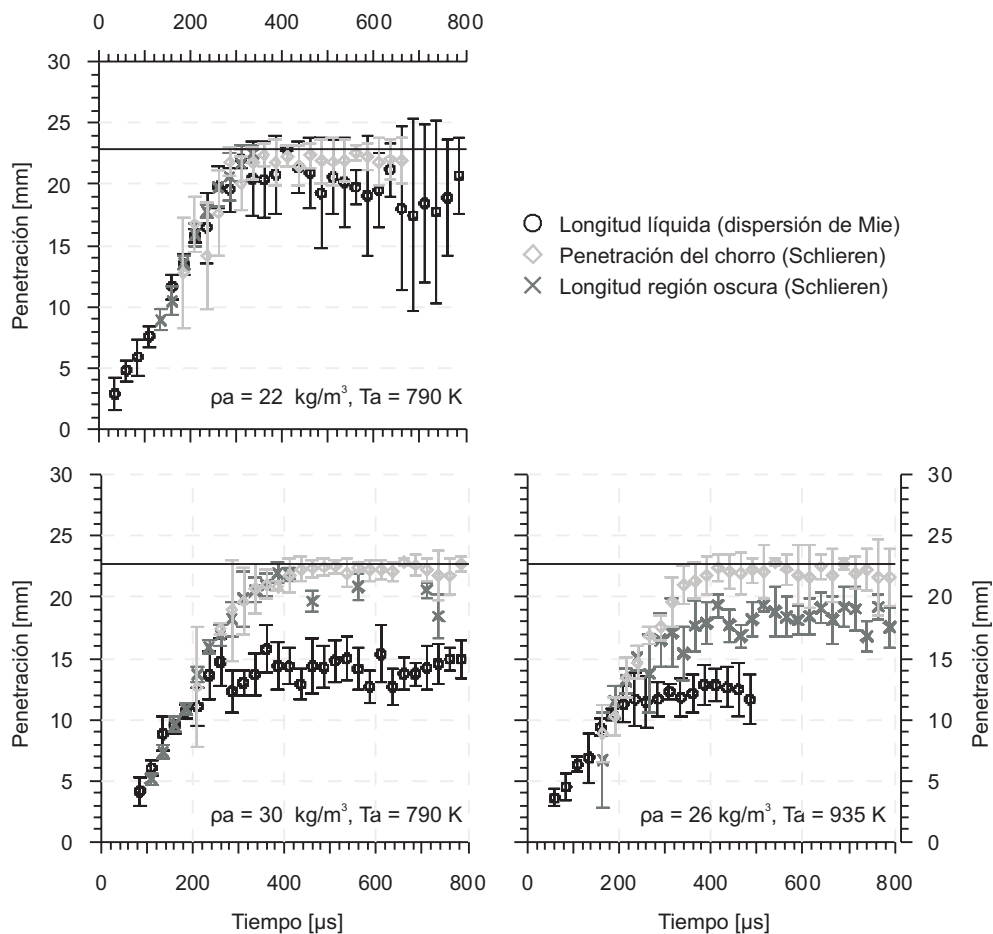 0 200 400 600 800
30
25
20
15
10
5
0
Penetración [mm]
ρa = 22 kg/m³, Ta = 790 K
Longitud líquida (dispersión de Mie)
Penetración del chorro (Schlieren)
Longitud región oscura (Schlieren)
30
25
20
15
10
5
0
Penetración [mm]
ρa = 30 kg/m³, Ta = 790 K
0 200 400 600 800
Tiempo [µs]
30
25
20
15
10
5
0
Penetración [mm]
ρa = 26 kg/m³, Ta = 935 K
0 200 400 600 800
Tiempo [µs]